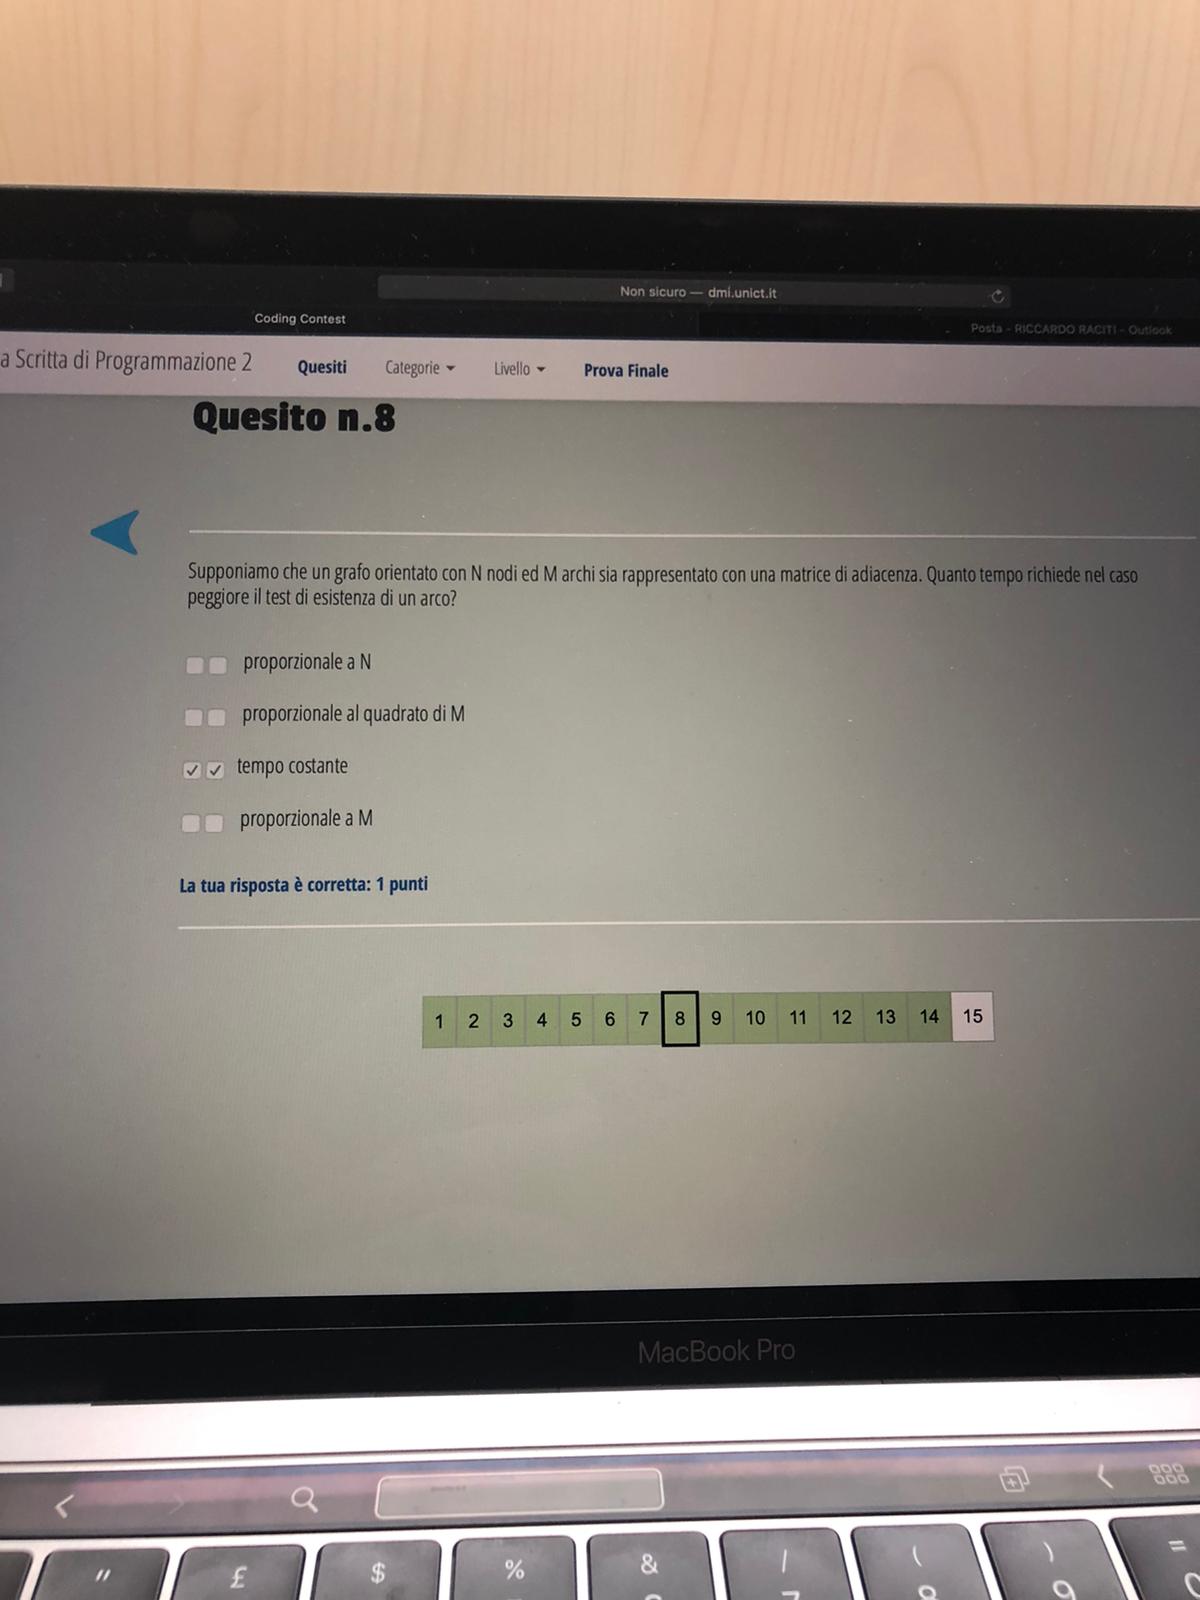 Non sicuro — dmi.unict.it
Coding Contest
Posta - RICCARDO RACITI - Outlook
a Scritta di Programmazione 2 Quesiti Categorie Livello Prova Finale
Quesito n.8
Supponiamo che un grafo orientato con N nodi ed M archi sia rappresentato con una matrice di adiacenza. Quanto tempo richiede nel caso
peggiore il test di esistenza di un arco?
proporzionale a N
proporzionale al quadrato di M
tempo costante
proporzionale a M
La tua risposta è corretta: 1 punti
1 2 3 4 5 6 7 8 9 10 11 12 13 14 15
MacBook Pro
" £ $ % & / ( ) =